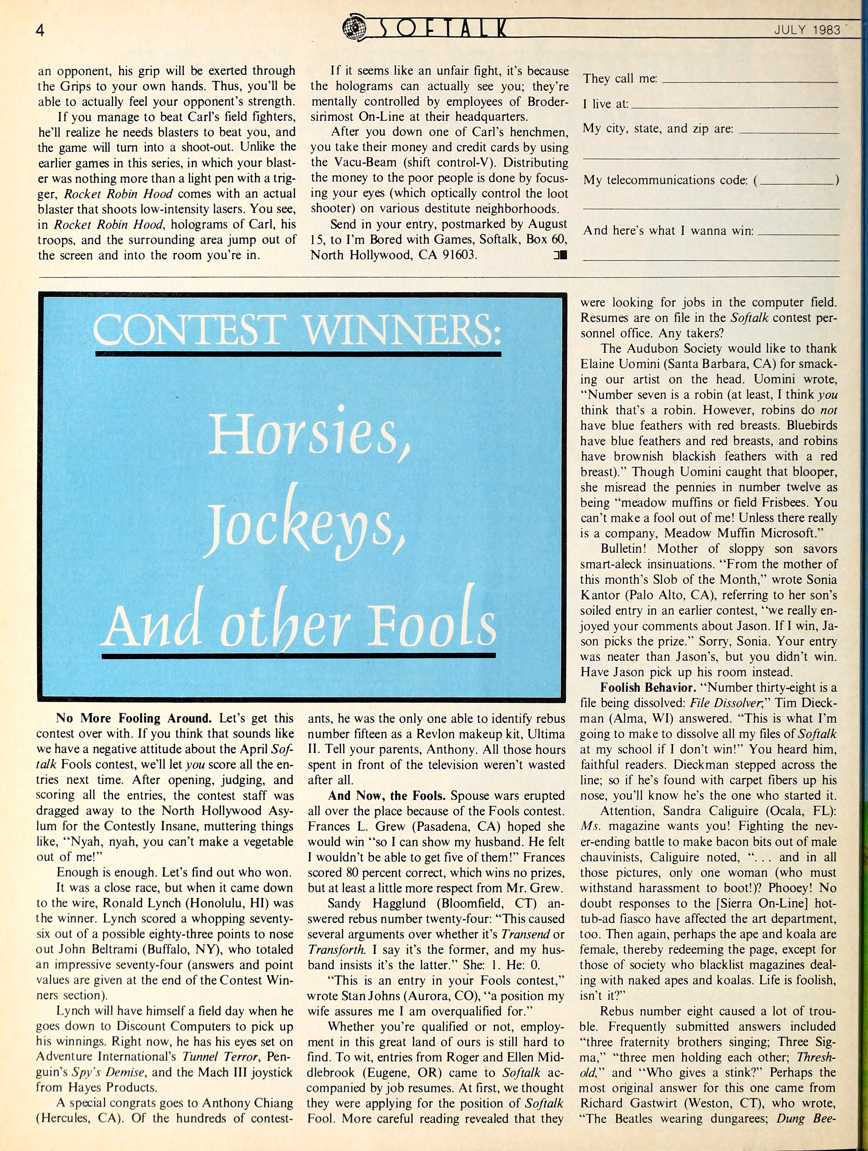 4
SOFTALK
JULY 1983
an opponent, his grip will be exerted through
the Grips to your own hands. Thus, you'll be
able to actually feel your opponent's strength.
If you manage to beat Carl's field fighters,
he'll realize he needs blasters to beat you, and
the game will turn into a shoot-out. Unlike the
earlier games in this series, in which your blast-
er was nothing more than a light pen with a trig-
ger, Rocket Robin Hood comes with an actual
blaster that shoots low-intensity lasers. You see,
in Rocket Robin Hood, holograms of Carl, his
troops, and the surrounding area jump out of
the screen and into the room you're in.
If it seems like an unfair fight, it's because
the holograms can actually see you; they're
mentally controlled by employees of Broder-
sirimost On-Line at their headquarters.
After you down one of Carl's henchmen,
you take their money and credit cards by using
the Vacu-Beam (shift control-V). Distributing
the money to the poor people is done by focus-
ing your eyes (which optically control the loot
shooter) on various destitute neighborhoods.
Send in your entry, postmarked by August
15, to I'm Bored with Games, Softalk, Box 60,
North Hollywood, CA 91603.
They call me:
I live at:
My city, state, and zip are:
My telecommunications code: ( )
And here's what I wanna win:
CONTEST WINNERS:
Horsies,
Jockeys,
And other Fools
No More Fooling Around. Let's get this
contest over with. If you think that sounds like
we have a negative attitude about the April Sof-
talk Fools contest, we'll let you score all the en-
tries next time. After opening, judging, and
scoring all the entries, the contest staff was
dragged away to the North Hollywood Asy-
lum for the Contestly Insane, muttering things
like, "Nyah, nyah, you can't make a vegetable
out of me!"
Enough is enough. Let's find out who won.
It was a close race, but when it came down
to the wire, Ronald Lynch (Honolulu, HI) was
the winner. Lynch scored a whopping seventy-
six out of a possible eighty-three points to nose
out John Beltrami (Buffalo, NY), who totaled
an impressive seventy-four (answers and point
values are given at the end of the Contest Win-
ners section).
Lynch will have himself a field day when he
goes down to Discount Computers to pick up
his winnings. Right now, he has his eyes set on
Adventure International's Tunnel Terror, Pen-
guin's Spy's Demise, and the Mach III joystick
from Hayes Products.
A special congrats goes to Anthony Chiang
(Hercules, CA). Of the hundreds of contest-
ants, he was the only one able to identify rebus
number fifteen as a Revlon makeup kit, Ultima
II. Tell your parents, Anthony. All those hours
spent in front of the television weren't wasted
after all.
And Now, the Fools. Spouse wars erupted
all over the place because of the Fools contest.
Frances L. Grew (Pasadena, CA) hoped she
would win "so I can show my husband. He felt
I wouldn't be able to get five of them!" Frances
scored 80 percent correct, which wins no prizes,
but at least a little more respect from Mr. Grew.
Sandy Hagglund (Bloomfield, CT) an-
swered rebus number twenty-four: "This caused
several arguments over whether it's Transend or
Transforth. I say it's the former, and my hus-
band insists it's the latter." She: 1. He: 0.
"This is an entry in your Fools contest,"
wrote Stan Johns (Aurora, CO), "a position my
wife assures me I am overqualified for."
Whether you're qualified or not, employ-
ment in this great land of ours is still hard to
find. To wit, entries from Roger and Ellen Mid-
dlebrook (Eugene, OR) came to Softalk ac-
companied by job resumes. At first, we thought
they were applying for the position of Softalk
Fool. More careful reading revealed that they
were looking for jobs in the computer field.
Resumes are on file in the Softalk contest per-
sonnel office. Any takers?
The Audubon Society would like to thank
Elaine Uomini (Santa Barbara, CA) for smack-
ing our artist on the head. Uomini wrote,
"Number seven is a robin (at least, I think you
think that's a robin. However, robins do not
have blue feathers with red breasts. Bluebirds
have blue feathers and red breasts, and robins
have brownish blackish feathers with a red
breast)." Though Uomini caught that blooper,
she misread the pennies in number twelve as
being "meadow muffins or field Frisbees. You
can't make a fool out of me! Unless there really
is a company, Meadow Muffin Microsoft."
Bulletin! Mother of sloppy son savors
smart-aleck insinuations. "From the mother of
this month's Slob of the Month," wrote Sonia
Kantor (Palo Alto, CA), referring to her son's
soiled entry in an earlier contest, "we really en-
joyed your comments about Jason. If I win, Ja-
son picks the prize." Sorry, Sonia. Your entry
was neater than Jason's, but you didn't win.
Have Jason pick up his room instead.
Foolish Behavior. "Number thirty-eight is a
file being dissolved: File Dissolver," Tim Dieck-
man (Alma, WI) answered. "This is what I'm
going to make to dissolve all my files of Softalk
at my school if I don't win!" You heard him,
faithful readers. Dieckman stepped across the
line; so if he's found with carpet fibers up his
nose, you'll know he's the one who started it.
Attention, Sandra Caliguire (Ocala, FL):
Ms. magazine wants you! Fighting the nev-
er-ending battle to make bacon bits out of male
chauvinists, Caliguire noted, ". . . and in all
those pictures, only one woman (who must
withstand harassment to boot!)? Phooey! No
doubt responses to the [Sierra On-Line] hot-
tub-ad fiasco have affected the art department,
too. Then again, perhaps the ape and koala are
female, thereby redeeming the page, except for
those of society who blacklist magazines deal-
ing with naked apes and koalas. Life is foolish,
isn't it?"
Rebus number eight caused a lot of trou-
ble. Frequently submitted answers included
"three fraternity brothers singing; Three Sig-
ma," "three men holding each other; Thresh-
old," and "Who gives a stink?" Perhaps the
most original answer for this one came from
Richard Gastwirt (Weston, CT), who wrote,
"The Beatles wearing dungarees; Dung Bee-